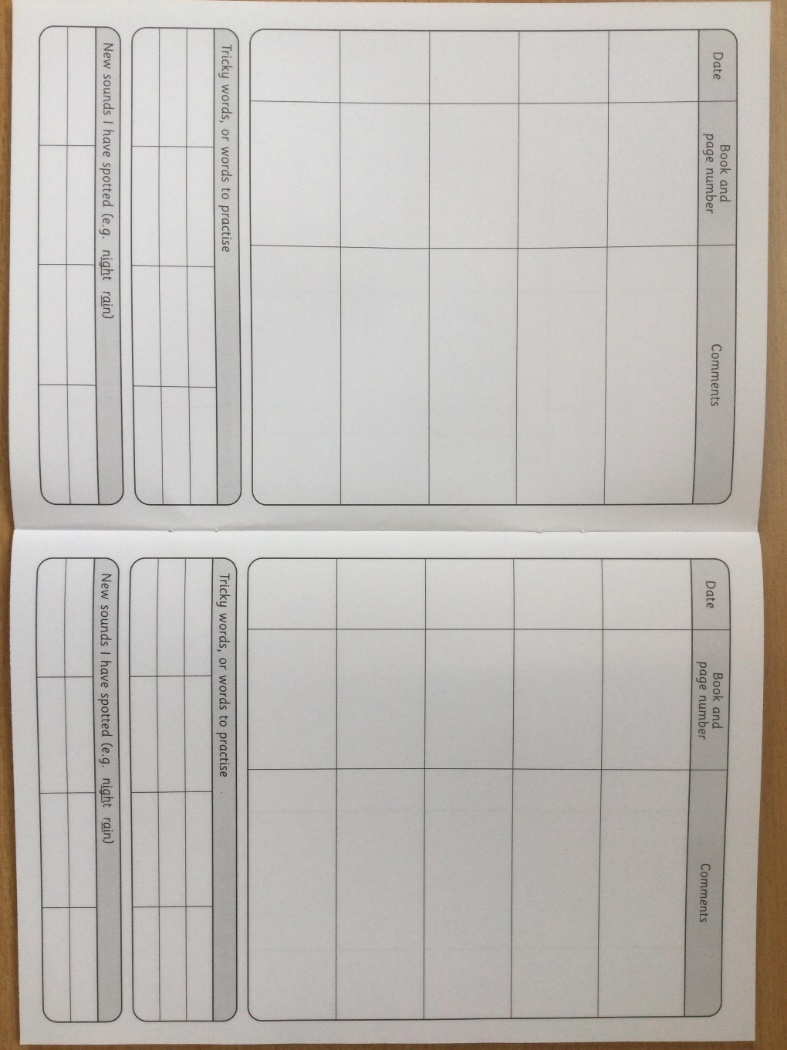 Date
Book and
page number
Comments
Tricky words, or words to practise
New sounds I have spotted (e.g. night rain)
Date
Book and
page number
Comments
Tricky words, or words to practise
New sounds I have spotted (e.g. night rain)